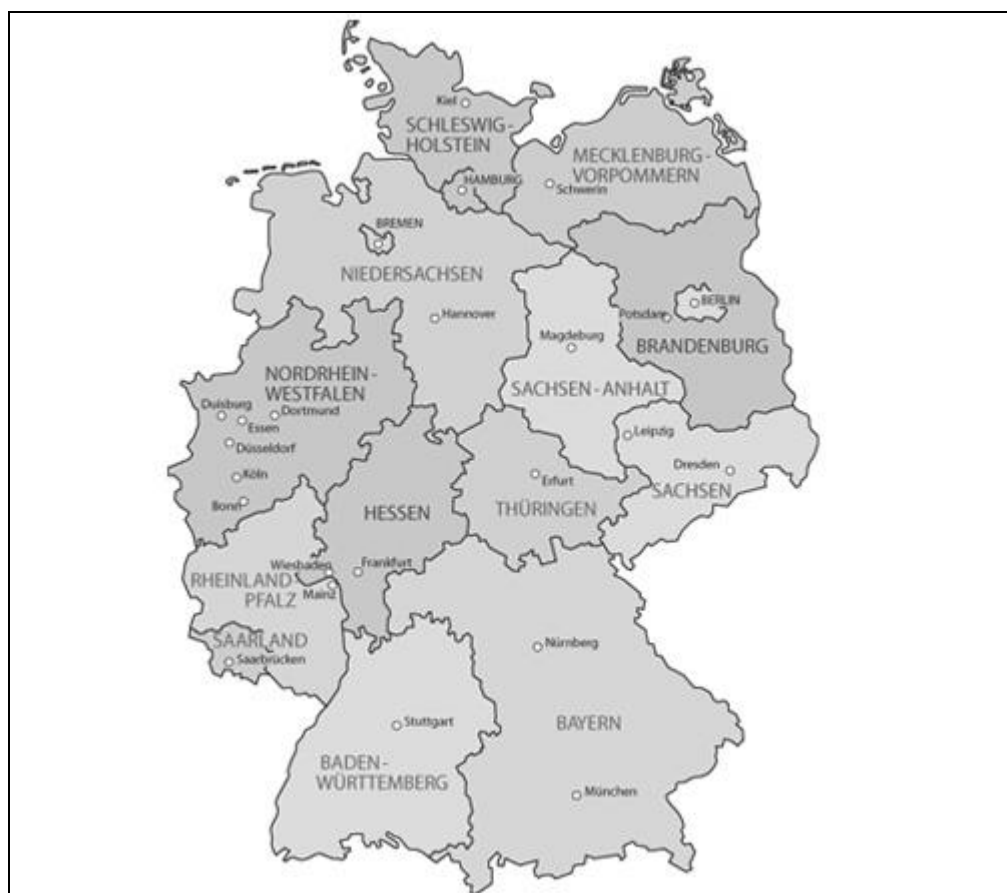 Kiel
SCHLESWIG-
HOLSTEIN
MECKLENBURG-
VORPOMMERN
HAMBURG
Schwerin
BREMEN
NIEDERSACHSEN
BERLIN
Hannover
Potsdam
Magdeburg
BRANDENBURG
NORDRHEIN-
WESTFALEN
SACHSEN-ANHALT
Duisburg
Dortmund
Essen
Leipzig
Düsseldorf
Dresden
Köln
Erfurt
SACHSEN
Bonn
HESSEN
THÜRINGEN
Wiesbaden
Frankfurt
RHEINLAND
Mainz
PFALZ
SAARLAND
Nürnberg
Saarbrücken
Stuttgart
BAYERN
BADEN-
WÜRTTEMBERG
München